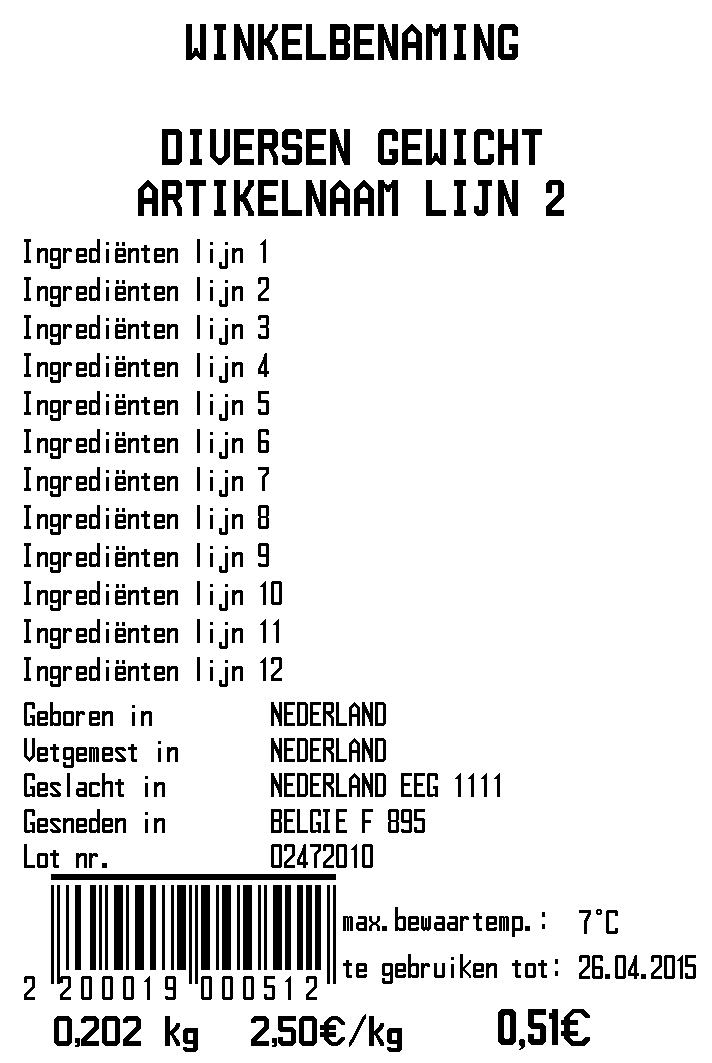 WINKELBENAMING
DIVERSEN GEWICHT
ARTIKELNAAM LIJN 2
Ingrediënten lijn 1
Ingrediënten lijn 2
Ingrediënten lijn 3
Ingrediënten lijn 4
Ingrediënten lijn 5
Ingrediënten lijn 6
Ingrediënten lijn 7
Ingrediënten lijn 8
Ingrediënten lijn 9
Ingrediënten lijn 10
Ingrediënten lijn 11
Ingrediënten lijn 12
Geboren in NEDERLAND
Vetgemest in NEDERLAND
Geslacht in NEDERLAND EEG 1111
Gesneden in BELGIE F 895
Lot nr. 02472010
max.bewaartemp.: 7°C
te gebruiken tot: 26.04.2015
2 200019 000512
0,202 kg 2,50€/kg 0,51€